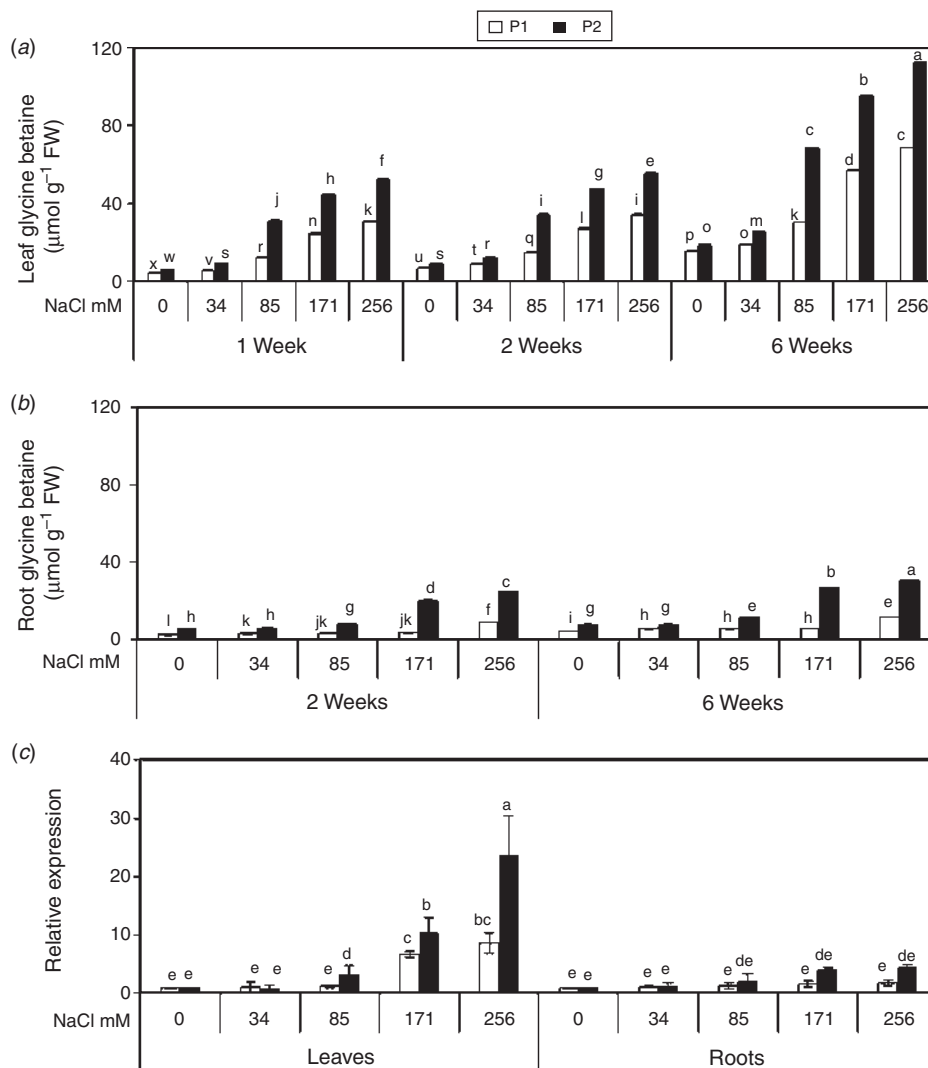 P1 P2
(a)
120
80
40
0
Leaf glycine betaine
(µmol g⁻¹ FW)
x w v s r j n h k f u s t r q i l g i e p o o m k c d b c a
NaCl mM 0 34 85 171 256 0 34 85 171 256 0 34 85 171 256
1 Week 2 Weeks 6 Weeks
(b)
120
80
40
0
Root glycine betaine
(µmol g⁻¹ FW)
l h k h jk g jk d f c i g h g h e h b e a
NaCl mM 0 34 85 171 256 0 34 85 171 256
2 Weeks 6 Weeks
(c)
40
30
20
10
0
Relative expression
e e e e e d c b bc a e e e e e de e de e de
NaCl mM 0 34 85 171 256 0 34 85 171 256
Leaves Roots